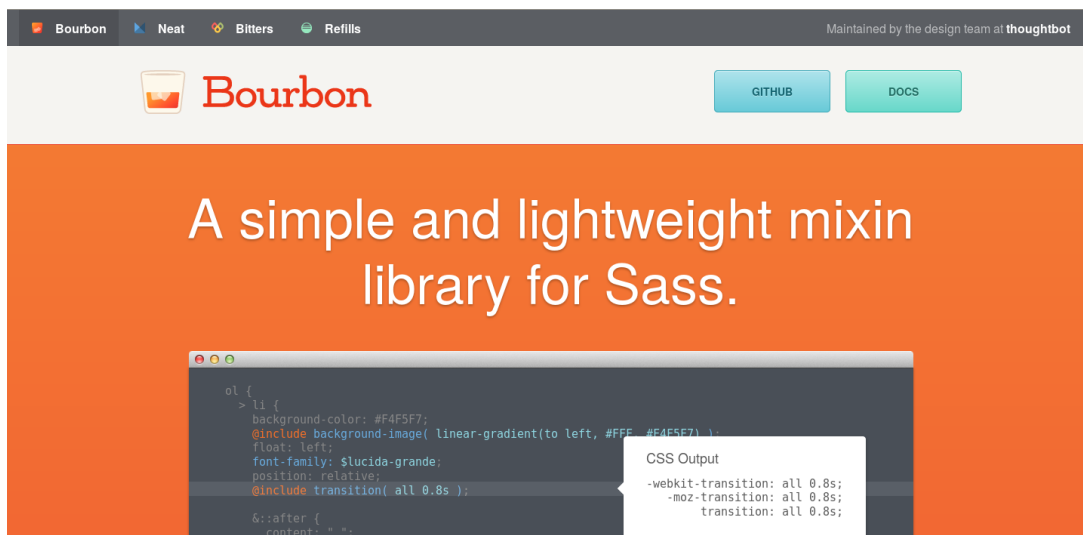 Bourbon Neat Bitters Refills Maintained by the design team at thoughtbot
Bourbon GITHUB DOCS
A simple and lightweight mixin
library for Sass.
ol {
> li {
background-color: #F4F5F7;
@include background-image( linear-gradient(to left, #FFF, #F4F5F7) );
float: left;
font-family: $lucida-grande;
position: relative;
@include transition( all 0.8s );
&::after {
content: " ";
CSS Output
-webkit-transition: all 0.8s;
-moz-transition: all 0.8s;
transition: all 0.8s;